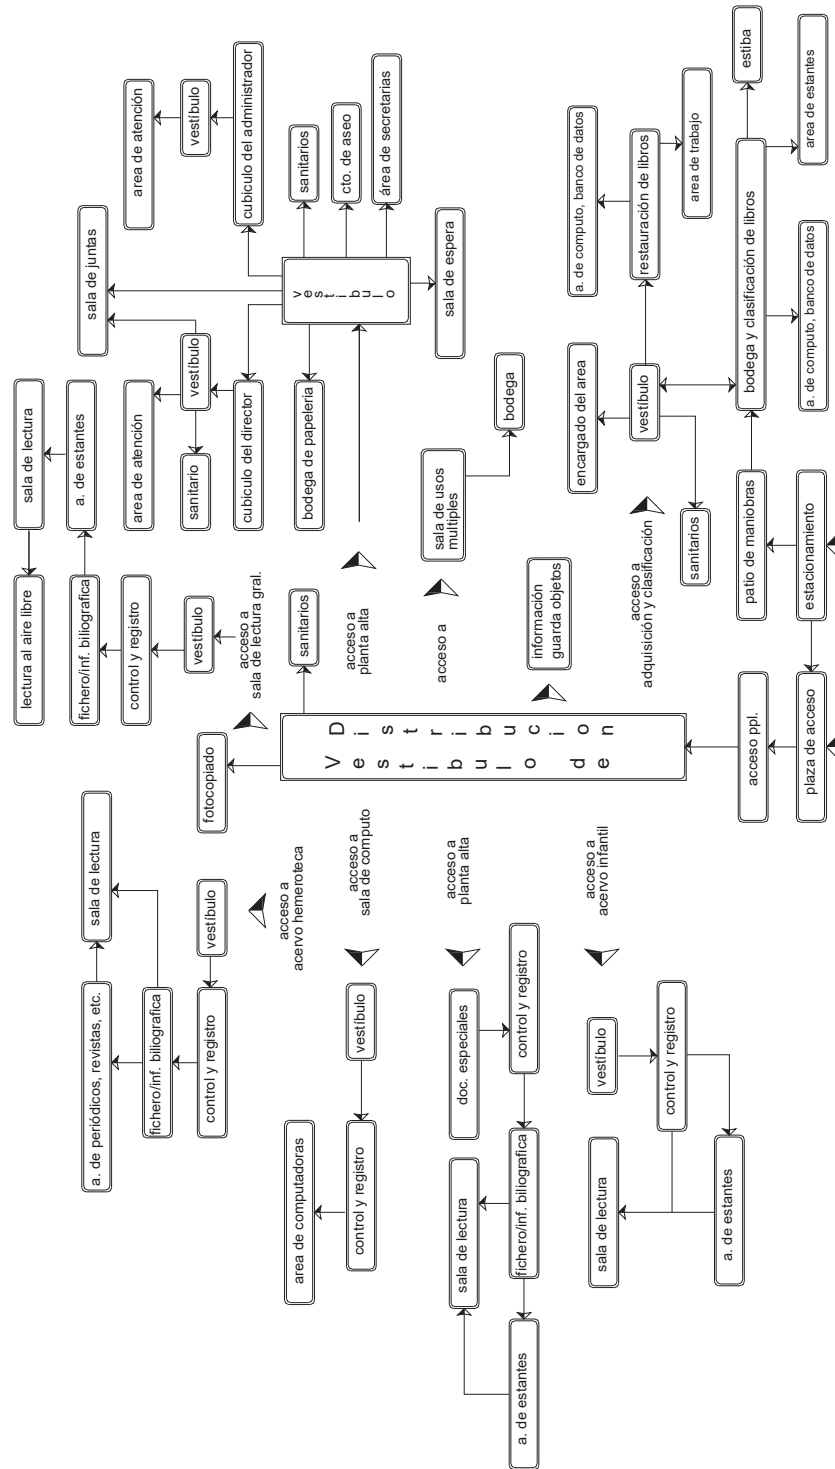 lectura al aire libre
sala de lectura
a. de estantes
fichero/inf. biliografica
control y registro
vestíbulo
acceso a
sala de lectura gral.
sala de juntas
area de atención
vestíbulo
sanitario
cubiculo del director
area de atención
vestíbulo
cubiculo del administrador
bodega de papeleria
vestibulo
sanitarios
cto. de aseo
área de secretarias
sala de espera
sala de lectura
a. de periódicos, revistas, etc.
fichero/inf. biliografica
control y registro
vestíbulo
acceso a
acervo hemeroteca
fotocopiado
sanitarios
acceso a
planta alta
acceso a
sala de usos
multiples
bodega
area de computadoras
control y registro
vestíbulo
acceso a
sala de computo
Vestibulo de
Distribucion
información
guarda objetos
acceso a
adquisición y clasificación
sala de lectura
a. de estantes
fichero/inf. biliografica
doc. especiales
control y registro
acceso a
planta alta
encargado del area
vestíbulo
sanitarios
a. de computo, banco de datos
restauración de libros
area de trabajo
sala de lectura
a. de estantes
vestíbulo
control y registro
acceso a
acervo infantil
acceso ppl.
plaza de acceso
patio de maniobras
estacionamiento
bodega y clasificación de libros
a. de computo, banco de datos
estiba
area de estantes